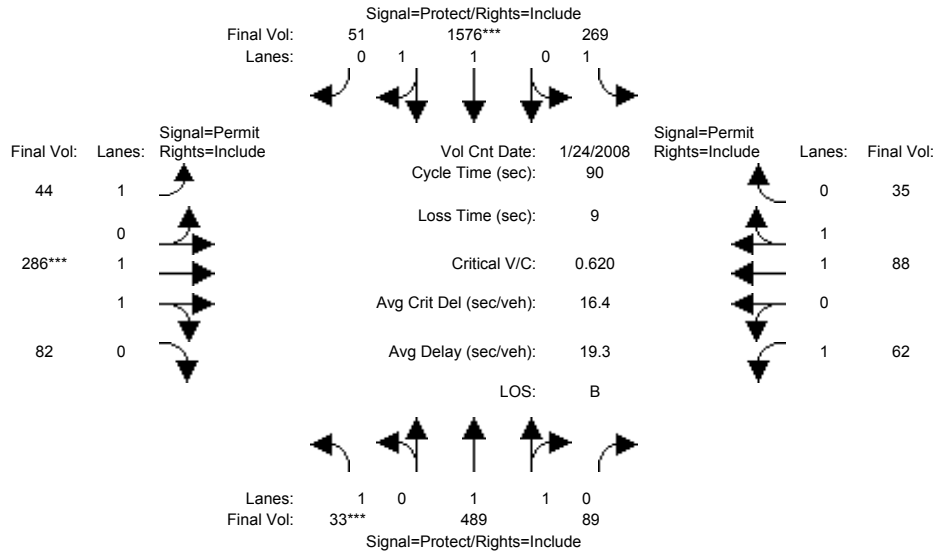 Signal=Protect/Rights=Include
Final Vol: 51 1576*** 269
Lanes: 0 1 1 0 1
Signal=Permit
Final Vol: Lanes: Rights=Include
Vol Cnt Date: 1/24/2008
Signal=Permit
Rights=Include Lanes: Final Vol:
Cycle Time (sec): 90
44 1
0 35
Loss Time (sec): 9
0
1
286*** 1
Critical V/C: 0.620
1 88
1
Avg Crit Del (sec/veh): 16.4
0
82 0
Avg Delay (sec/veh): 19.3
1 62
LOS: B
Lanes: 1 0 1 1 0
Final Vol: 33*** 489 89
Signal=Protect/Rights=Include